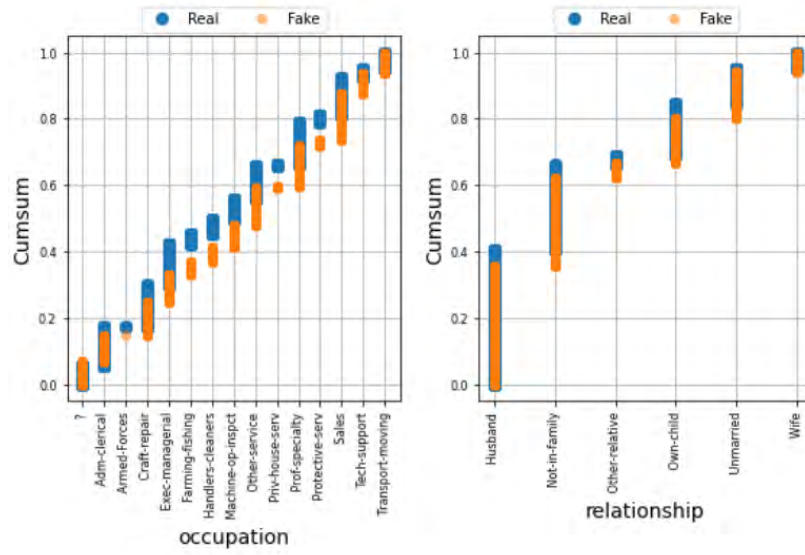 Real Fake
Real Fake
Cumsum
1.0
0.8
0.6
0.4
0.2
0.0
?
Adm-clerical
Armed-Forces
Craft-repair
Exec-managerial
Farming-fishing
Handlers-cleaners
Machine-op-inspct
Other-service
Priv-house-serv
Prof-specialty
Protective-serv
Sales
Tech-support
Transport-moving
occupation
Cumsum
1.0
0.8
0.6
0.4
0.2
0.0
Husband
Not-in-family
Other-relative
Own-child
Unmarried
Wife
relationship